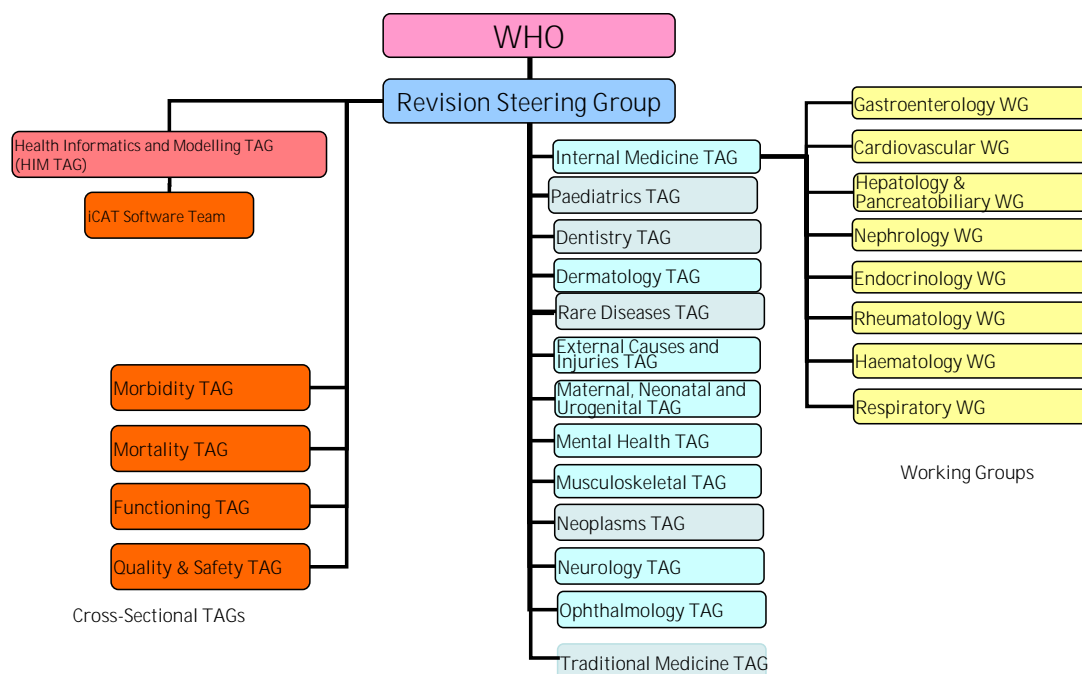 WHO
Revision Steering Group
Health Informatics and Modelling TAG
(HIM TAG)
iCAT Software Team
Morbidity TAG
Mortality TAG
Functioning TAG
Quality & Safety TAG
Cross-Sectional TAGs
Internal Medicine TAG
Paediatrics TAG
Dentistry TAG
Dermatology TAG
Rare Diseases TAG
External Causes and
Injuries TAG
Maternal, Neonatal and
Urogenital TAG
Mental Health TAG
Musculoskeletal TAG
Neoplasms TAG
Neurology TAG
Ophthalmology TAG
Traditional Medicine TAG
Gastroenterology WG
Cardiovascular WG
Hepatology &
Pancreatobiliary WG
Nephrology WG
Endocrinology WG
Rheumatology WG
Haematology WG
Respiratory WG
Working Groups